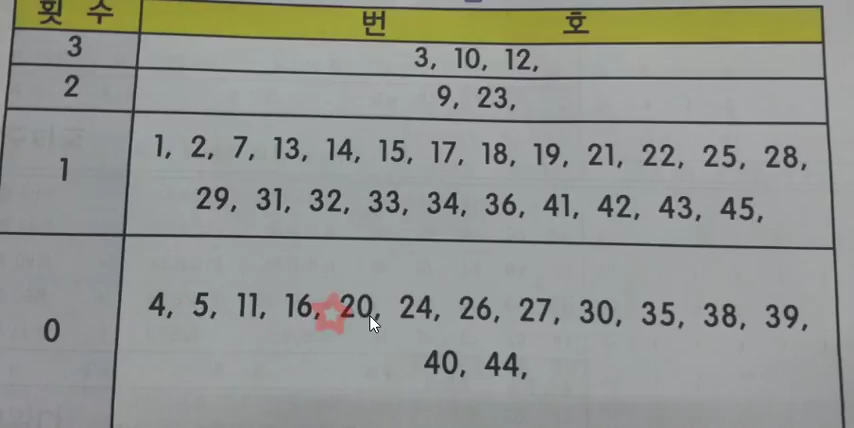 횟 수 번 호
3 3, 10, 12,
2 9, 23,
1 1, 2, 7, 13, 14, 15, 17, 18, 19, 21, 22, 25, 28,
29, 31, 32, 33, 34, 36, 41, 42, 43, 45,
0 4, 5, 11, 16, 20, 24, 26, 27, 30, 35, 38, 39,
40, 44,